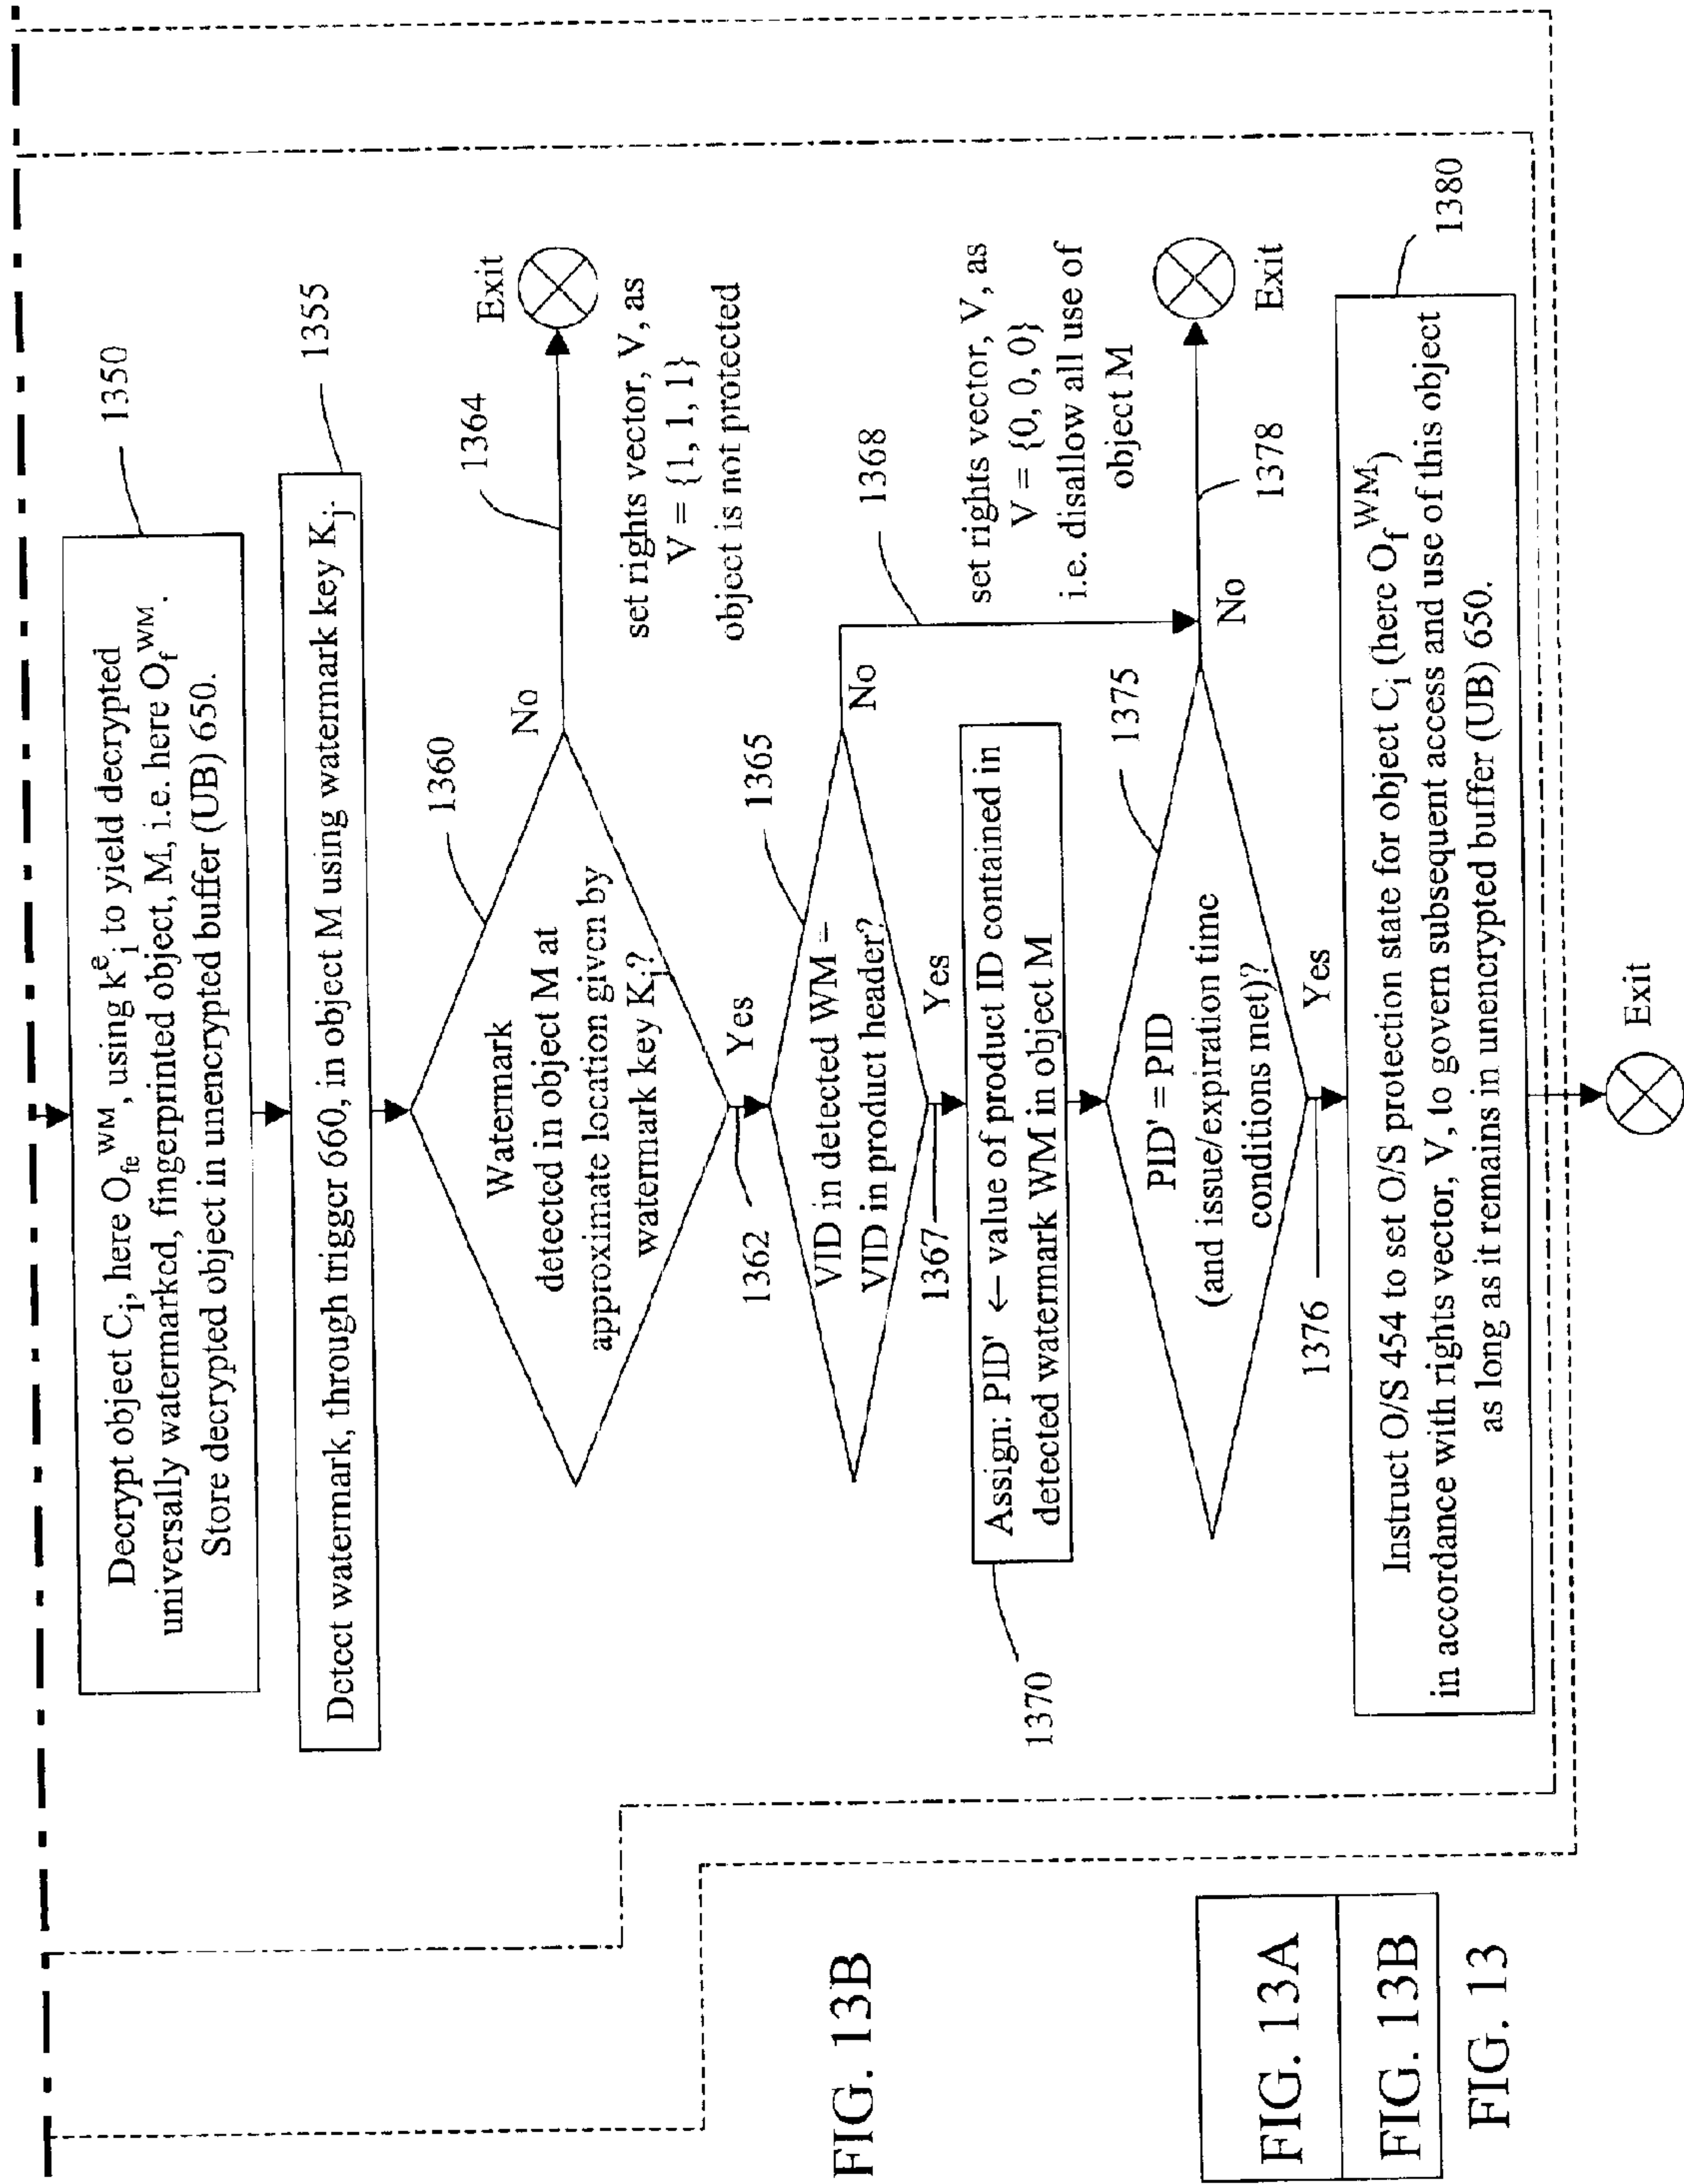 Decrypt object Cj, here Ofe^WM, using k^e_j to yield decrypted
universally watermarked, fingerprinted object, M, i.e. here Of^WM.
Store decrypted object in unencrypted buffer (UB) 650.
1350
Detect watermark, through trigger 660, in object M using watermark key Kj.
1355
Watermark
detected in object M at
approximate location given by
watermark key Kj?
1360
No
1364
Exit
set rights vector, V, as
V = {1, 1, 1}
object is not protected
Yes
1362
VID in detected WM =
VID in product header?
1365
No
1368
Yes
1367
set rights vector, V, as
V = {0, 0, 0}
i.e. disallow all use of
object M
Assign: PID' ← value of product ID contained in
detected watermark WM in object M
1370
PID' = PID
(and issue/expiration time
conditions met)?
1375
No
1378
Exit
Yes
1376
Instruct O/S 454 to set O/S protection state for object Ci (here Of^WM)
in accordance with rights vector, V, to govern subsequent access and use of this object
as long as it remains in unencrypted buffer (UB) 650.
1380
Exit
FIG. 13B
FIG. 13A
FIG. 13B
FIG. 13